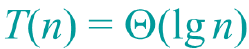 T(n) = Θ(lg n)